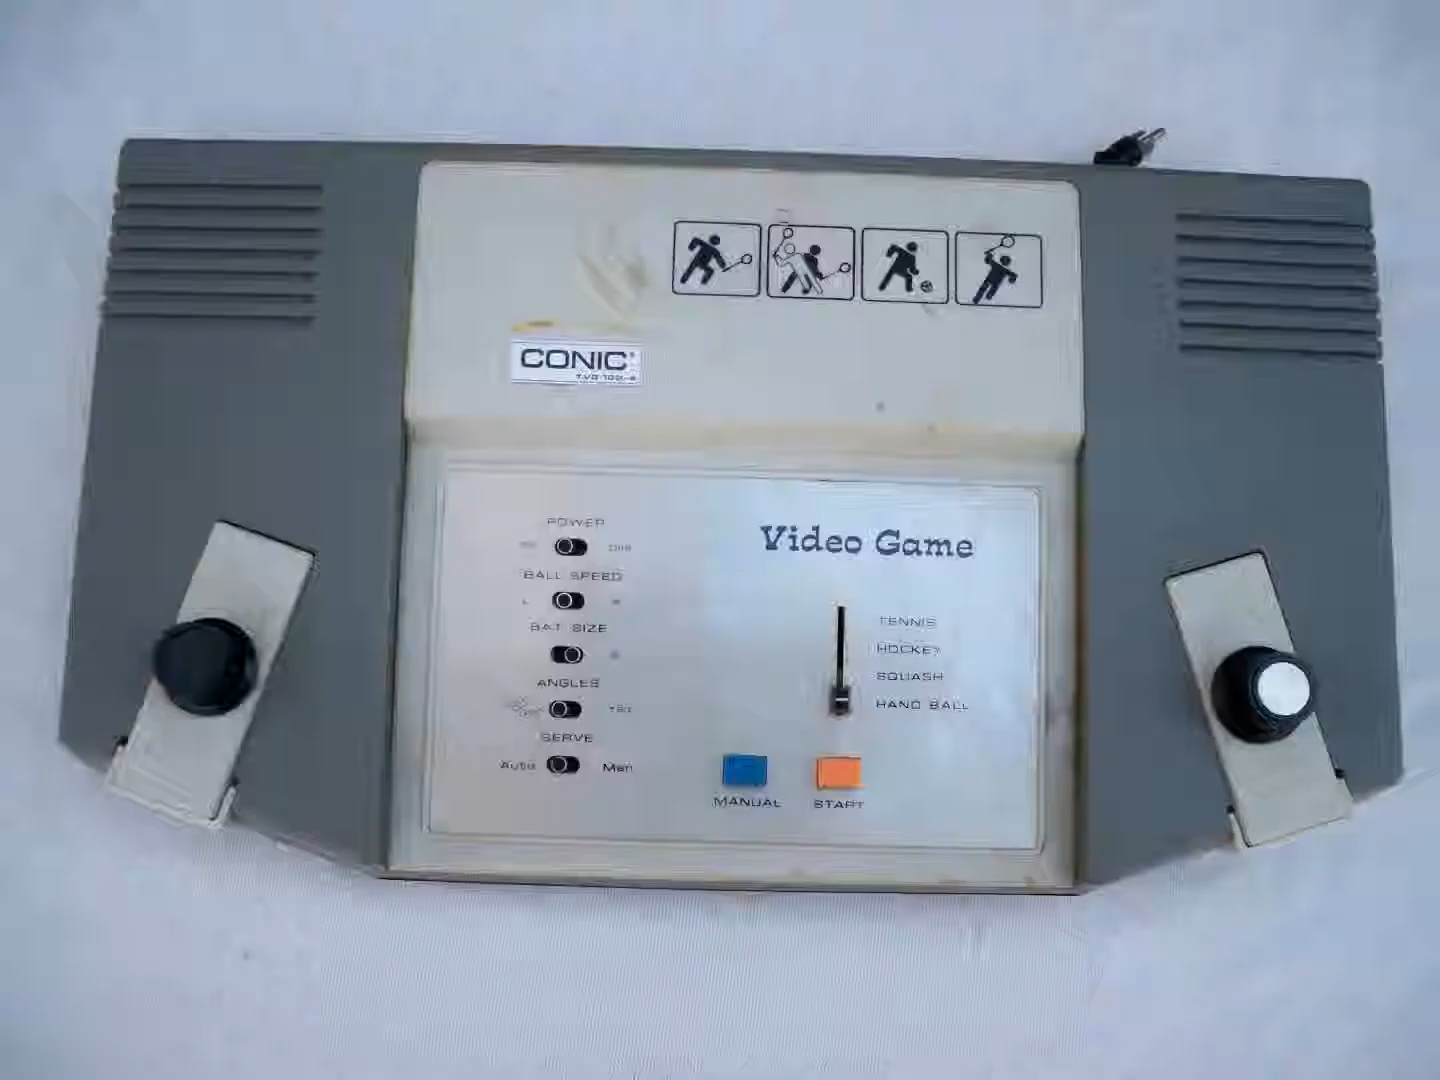 CONIC
POWER
BALL SPEED
L
BAT SIZE
ANGLES
SERVE
Auto Man
Video Game
TENNIS
HOCKEY
SQUASH
HAND BALL
MANUAL START